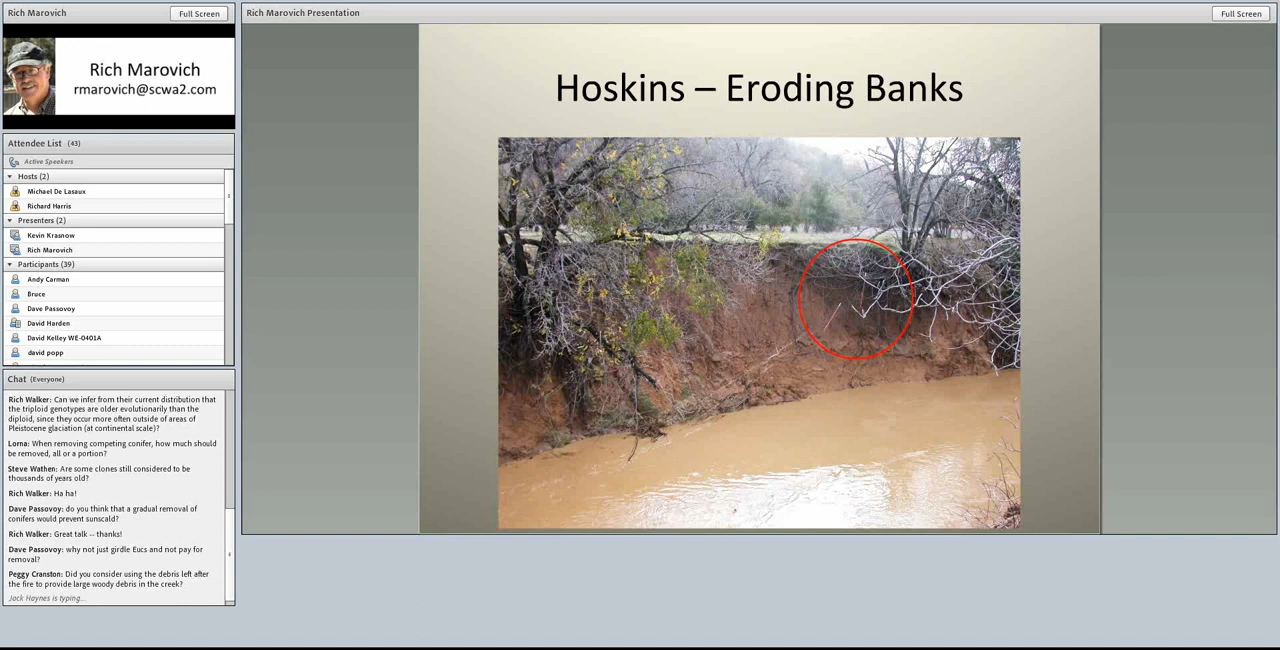 Rich Marovich
Full Screen
Rich Marovich
rmarovich@scwa2.com
Attendee List (43)
Active Speakers
Hosts (2)
Michael De Lasaux
Richard Harris
Presenters (2)
Kevin Krasnow
Rich Marovich
Participants (39)
Andy Carman
Bruce
Dave Passovoy
David Harden
David Kelley WE-0401A
david popp
Chat (Everyone)
Rich Walker: Can we infer from their current distribution that
the triploid genotypes are older evolutionarily than the
diploid, since they occur more often outside of areas of
Pleistocene glaciation (at continental scale)?
Lorna: When removing competing conifer, how much should
be removed, all or a portion?
Steve Wathen: Are some clones still considered to be
thousands of years old?
Rich Walker: Ha ha!
Dave Passovoy: do you think that a gradual removal of
conifers would prevent sunscald?
Rich Walker: Great talk -- thanks!
Dave Passovoy: why not just girdle Eucs and not pay for
removal?
Peggy Cranston: Did you consider using the debris left after
the fire to provide large woody debris in the creek?
Jack Haynes is typing...
Rich Marovich Presentation
Full Screen
Hoskins – Eroding Banks